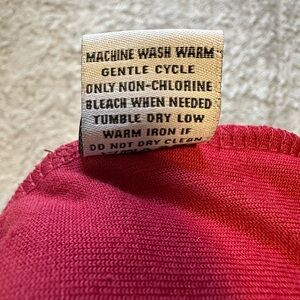 MACHINE WASH WARM
GENTLE CYCLE
ONLY NON-CHLORINE
BLEACH WHEN NEEDED
TUMBLE DRY LOW
WARM IRON IF
DO NOT DRY CLEAN